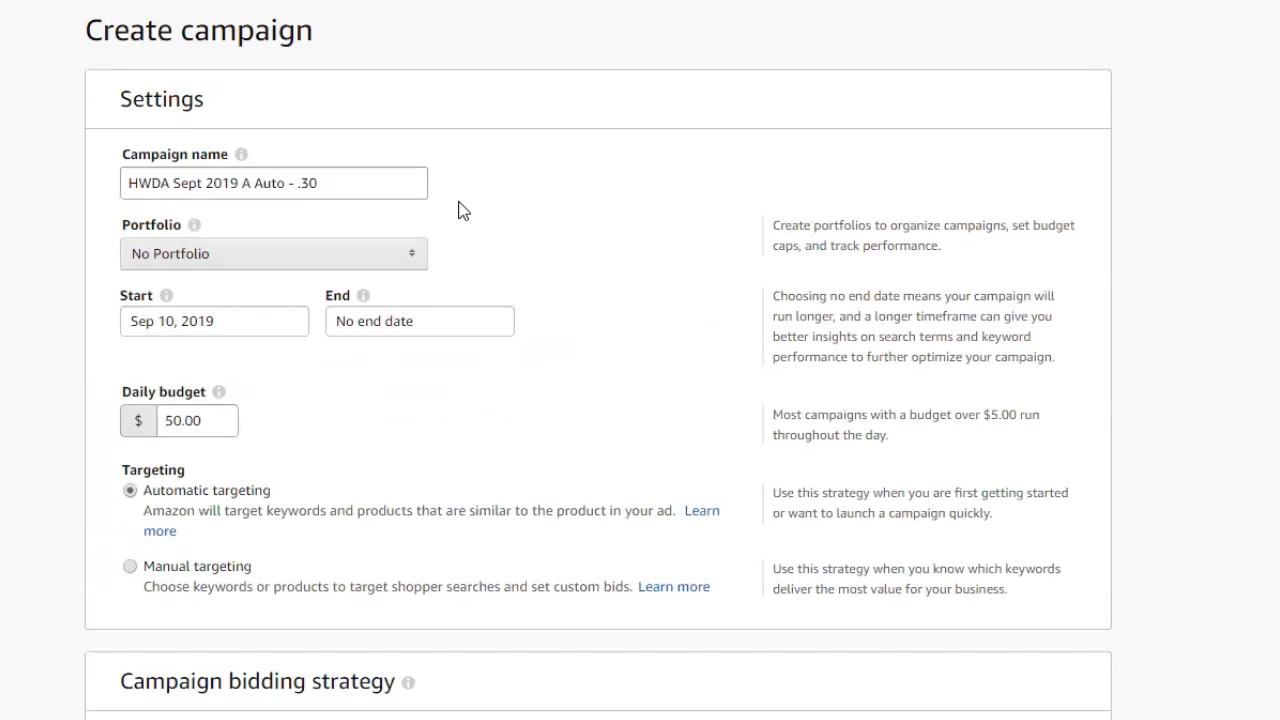 Create campaign
Settings
Campaign name
HWDA Sept 2019 A Auto - .30
Portfolio
No Portfolio
Create portfolios to organize campaigns, set budget
caps, and track performance.
Start
End
Sep 10, 2019
No end date
Choosing no end date means your campaign will
run longer, and a longer timeframe can give you
better insights on search terms and keyword
performance to further optimize your campaign.
Daily budget
$ 50.00
Most campaigns with a budget over $5.00 run
throughout the day.
Targeting
Automatic targeting
Amazon will target keywords and products that are similar to the product in your ad. Learn
more
Use this strategy when you are first getting started
or want to launch a campaign quickly.
Manual targeting
Choose keywords or products to target shopper searches and set custom bids. Learn more
Use this strategy when you know which keywords
deliver the most value for your business.
Campaign bidding strategy